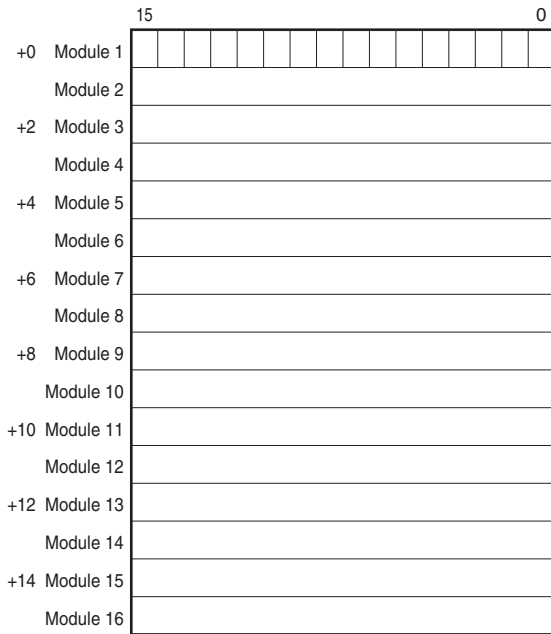 15 0
+0 Module 1
Module 2
+2 Module 3
Module 4
+4 Module 5
Module 6
+6 Module 7
Module 8
+8 Module 9
Module 10
+10 Module 11
Module 12
+12 Module 13
Module 14
+14 Module 15
Module 16